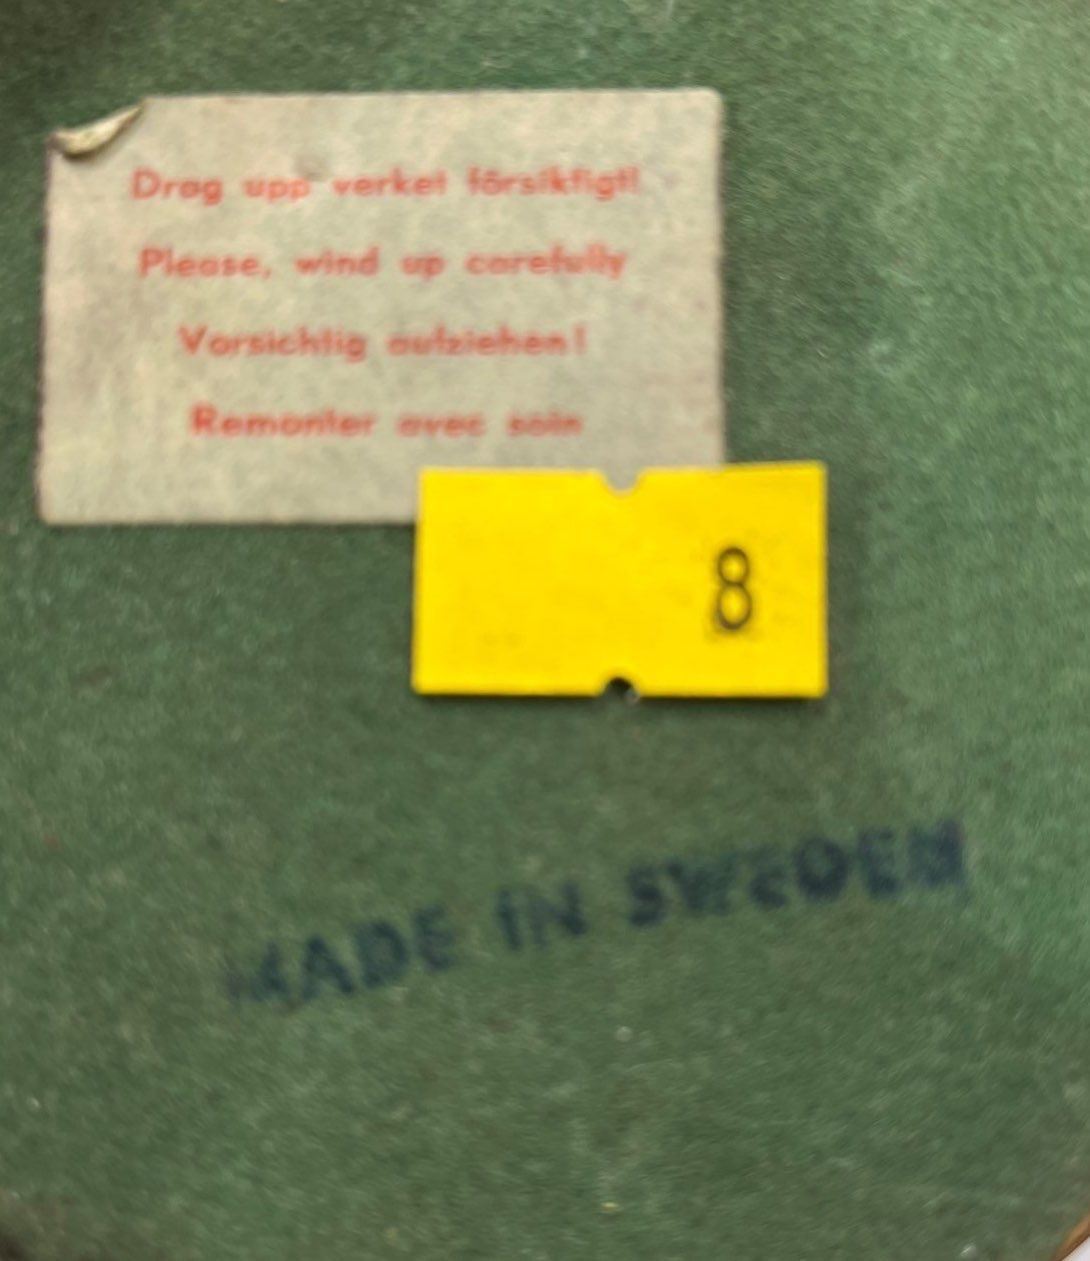 Drag upp verket försiktigt!
Please, wind up carefully
Vorsichtig aufziehen!
Remonter avec soin
8
MADE IN SWEDEN